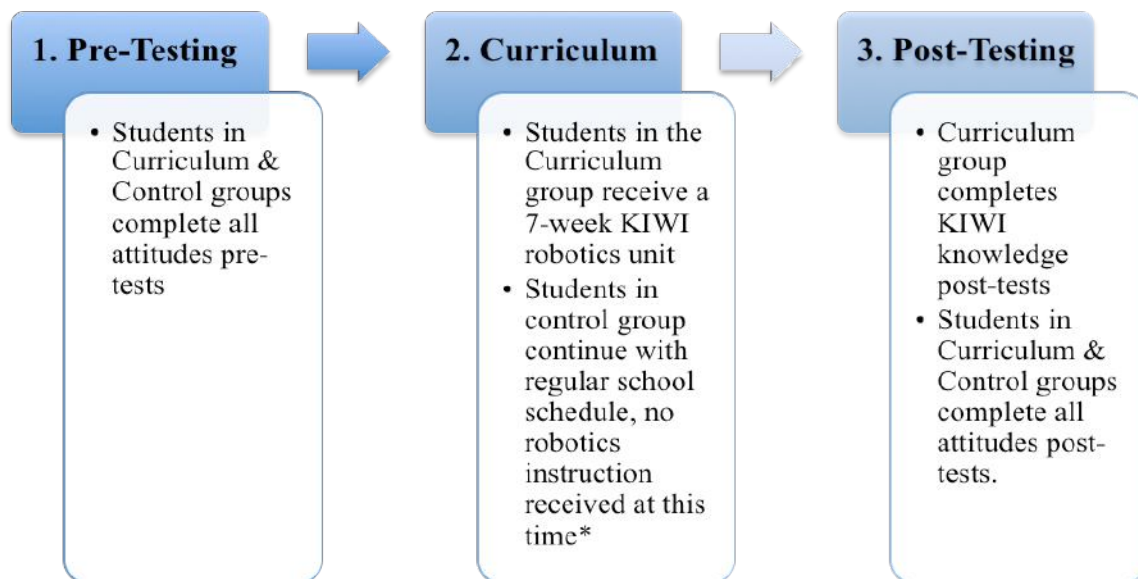 1. Pre-Testing
• Students in
Curriculum &
Control groups
complete all
attitudes pre-
tests
2. Curriculum
• Students in the
Curriculum
group receive a
7-week KIWI
robotics unit
• Students in
control group
continue with
regular school
schedule, no
robotics
instruction
received at this
time*
3. Post-Testing
• Curriculum
group
completes
KIWI
knowledge
post-tests
• Students in
Curriculum &
Control groups
complete all
attitudes post-
tests.